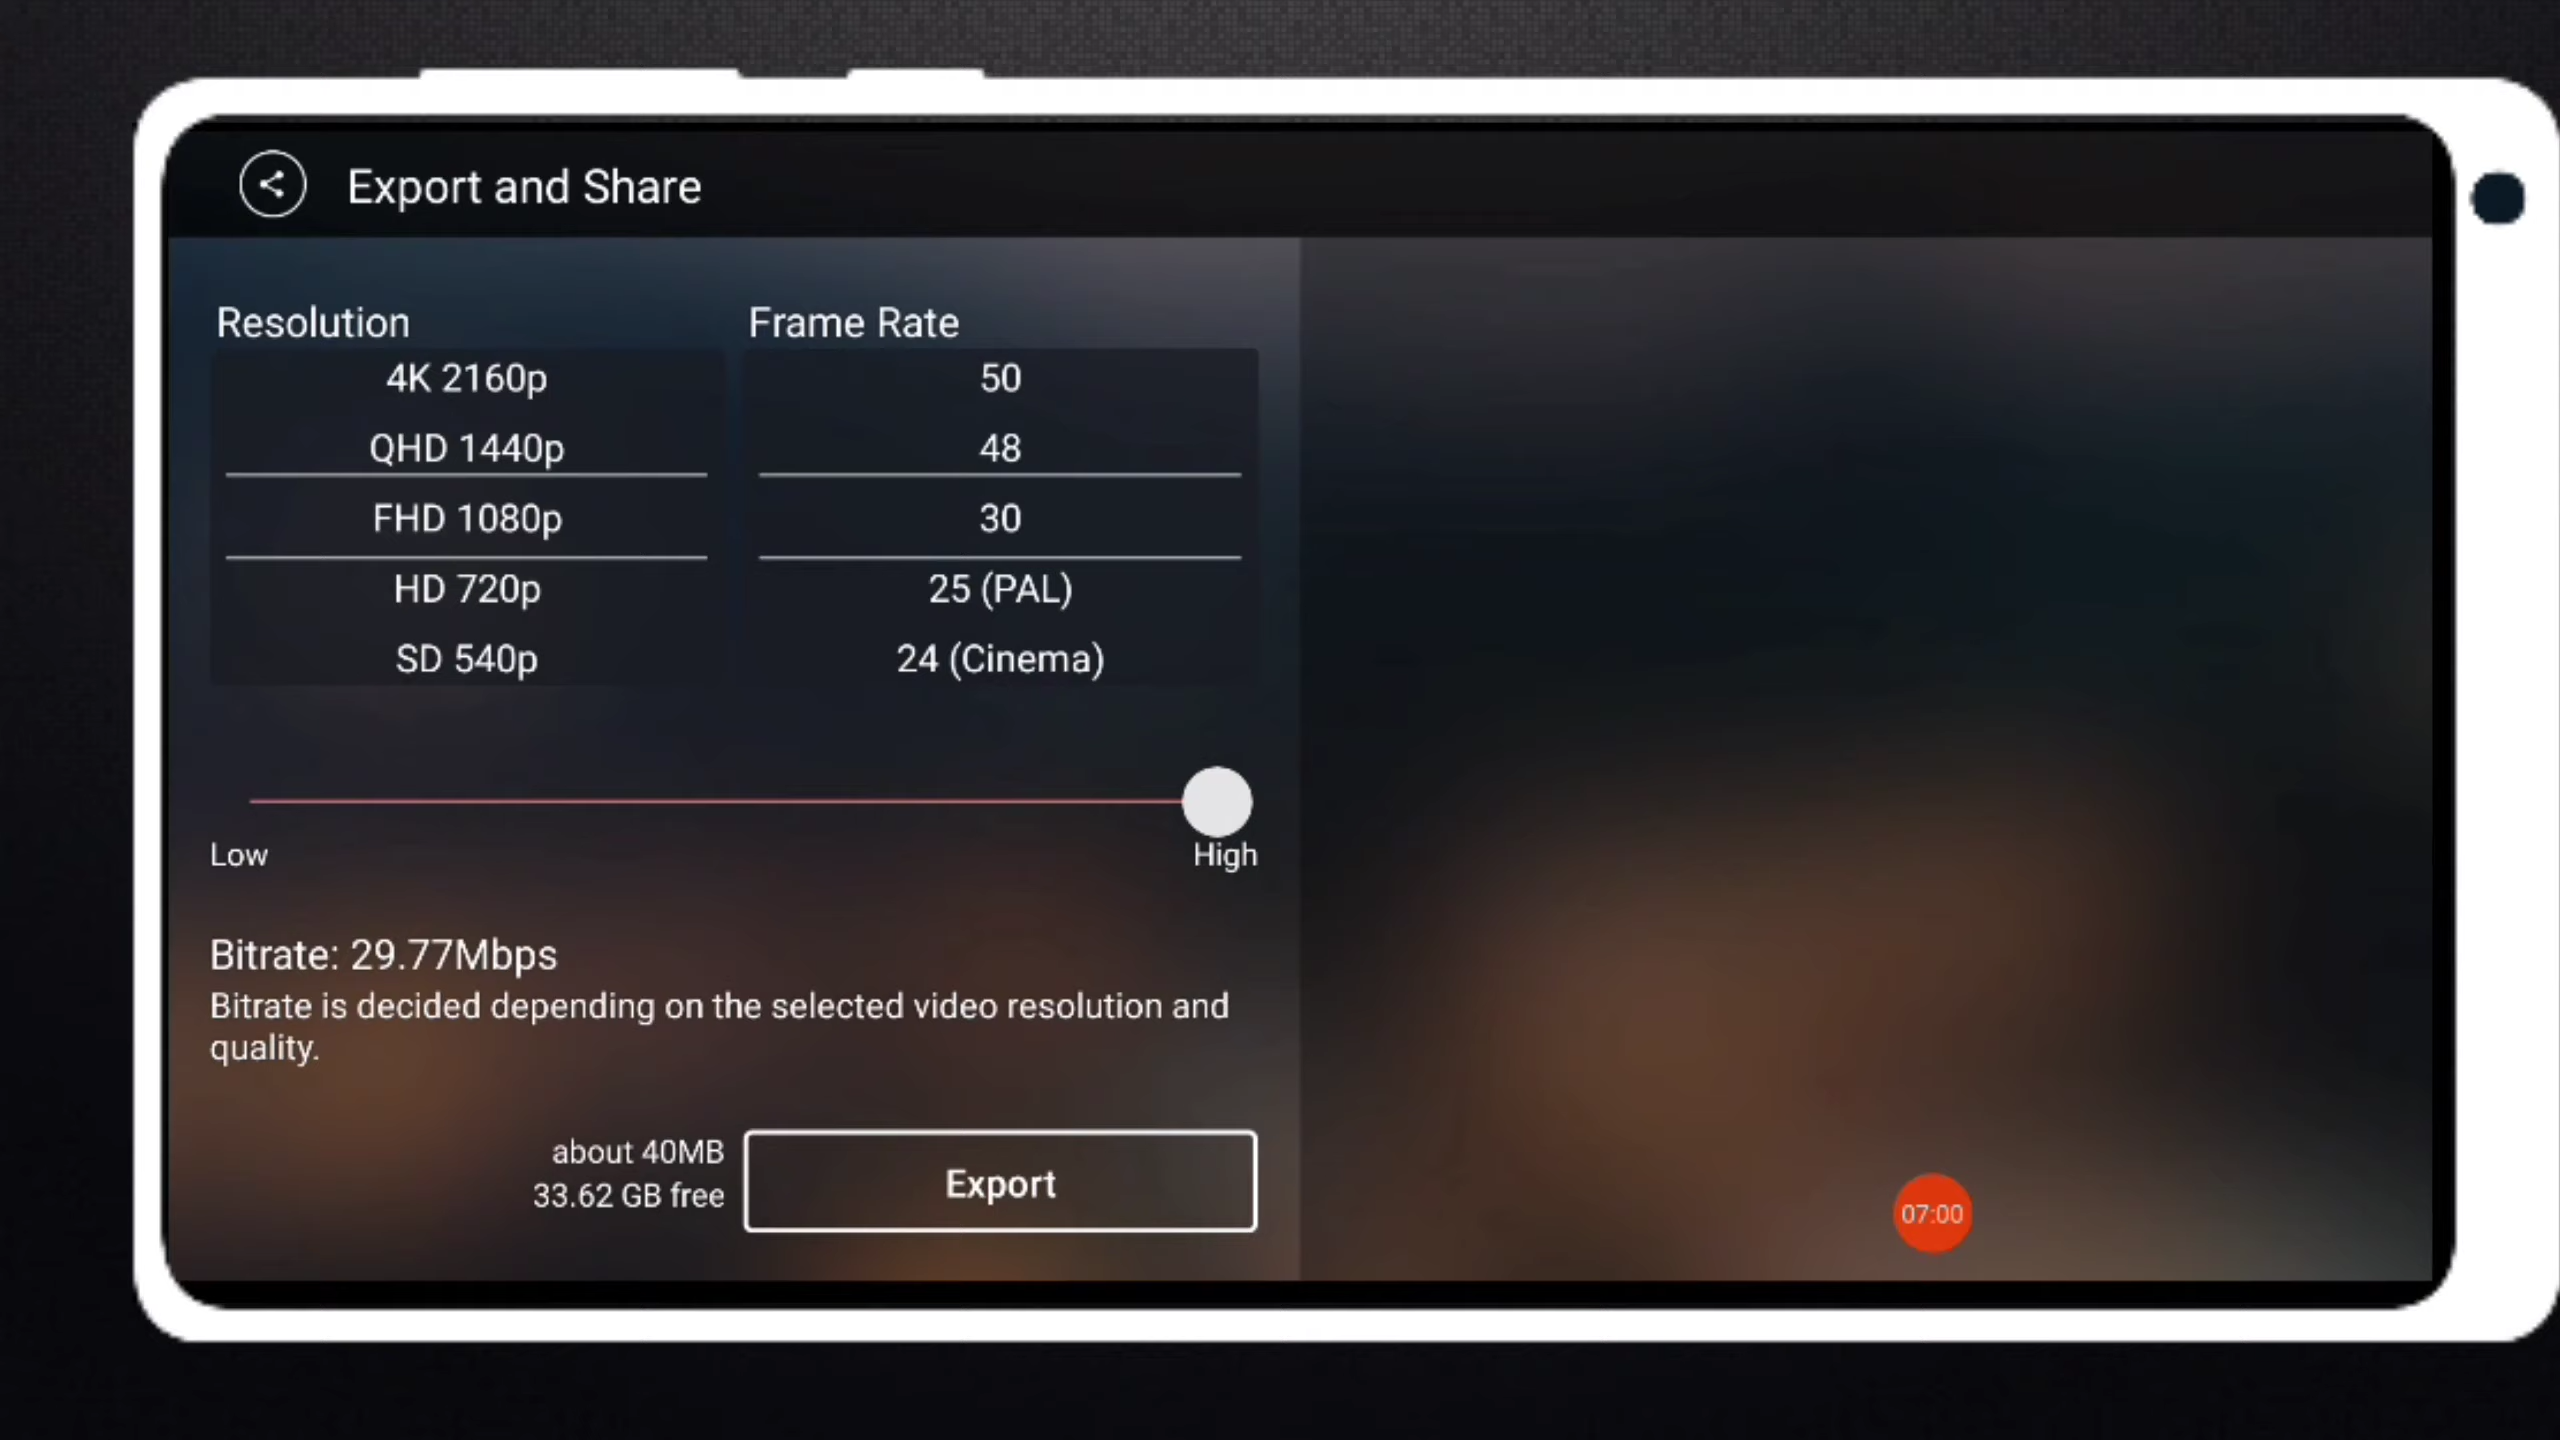 Export and Share
Resolution
4K 2160p
QHD 1440p
FHD 1080p
HD 720p
SD 540p
Frame Rate
50
48
30
25 (PAL)
24 (Cinema)
Low
High
Bitrate: 29.77Mbps
Bitrate is decided depending on the selected video resolution and
quality.
about 40MB
33.62 GB free
Export
07:00